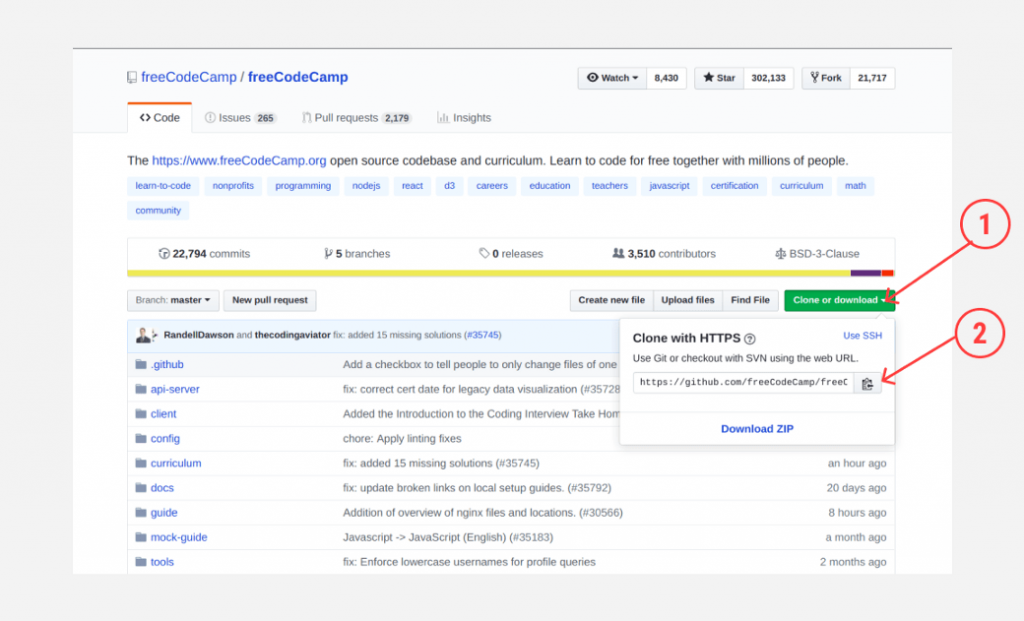 freeCodeCamp / freeCodeCamp Watch 8,430 Star 302,133 Fork 21,717
Code Issues 265 Pull requests 2,179 Insights
The https://www.freeCodeCamp.org open source codebase and curriculum. Learn to code for free together with millions of people.
learn-to-code nonprofits programming nodejs react d3 careers education teachers javascript certification curriculum math
community
1
22,794 commits 5 branches 0 releases 3,510 contributors BSD-3-Clause
Branch: master New pull request Create new file Upload files Find File Clone or download
2
RandellDawson and thecodingaviator fix: added 15 missing solutions (#35745)
Clone with HTTPS Use SSH
Use Git or checkout with SVN using the web URL.
https://github.com/freeCodeCamp/freeC
Download ZIP
.github Add a checkbox to tell people to only change files of one
api-server fix: correct cert date for legacy data visualization (#35728
client Added the Introduction to the Coding Interview Take Hom
config chore: Apply linting fixes
curriculum fix: added 15 missing solutions (#35745) an hour ago
docs fix: update broken links on local setup guides. (#35792) 20 days ago
guide Addition of overview of nginx files and locations. (#30566) 8 hours ago
mock-guide Javascript -> JavaScript (English) (#35183) a month ago
tools fix: Enforce lowercase usernames for profile queries 2 months ago